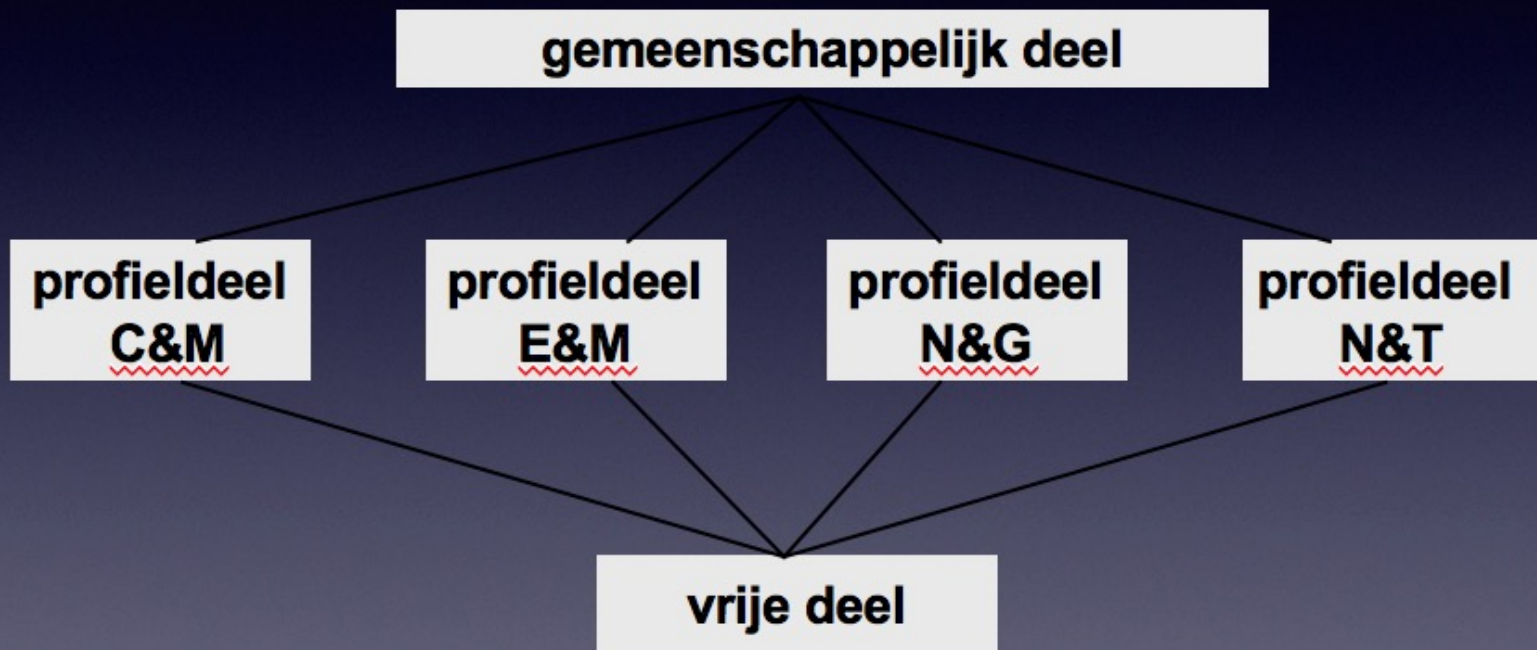 gemeenschappelijk deel
profieldeel
C&M
profieldeel
E&M
profieldeel
N&G
profieldeel
N&T
vrije deel